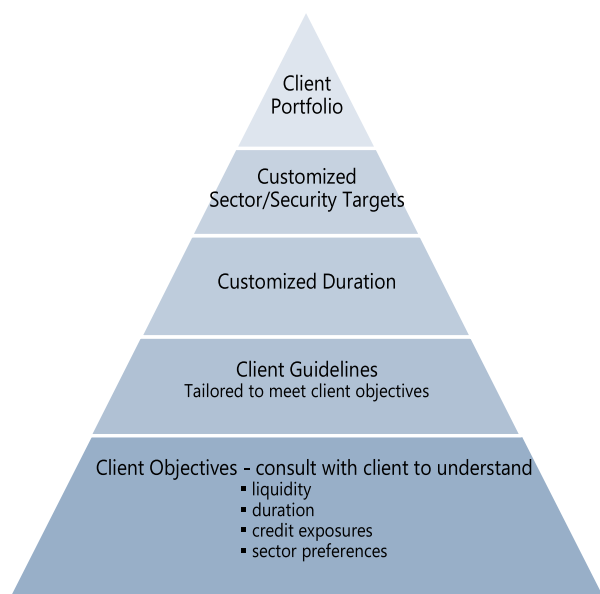 Client
Portfolio
Customized
Sector/Security Targets
Customized Duration
Client Guidelines
Tailored to meet client objectives
Client Objectives - consult with client to understand
▪ liquidity
▪ duration
▪ credit exposures
▪ sector preferences